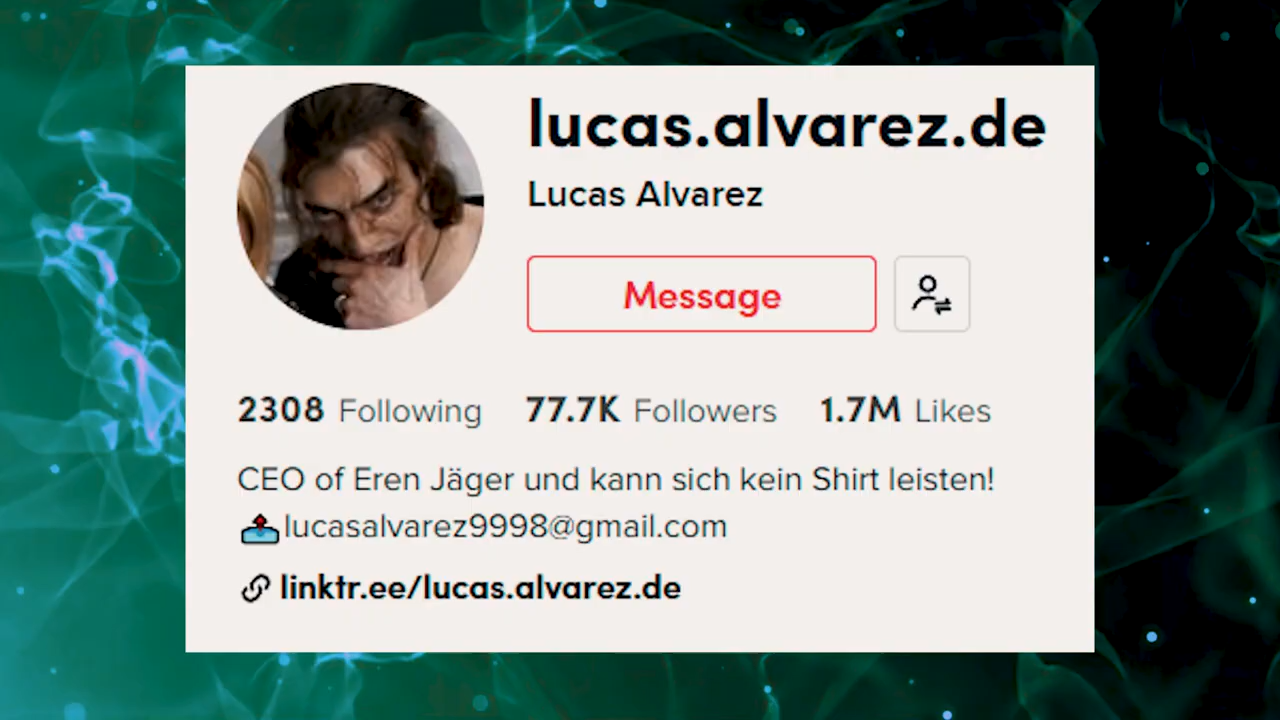 lucas.alvarez.de
Lucas Alvarez
Message
2308 Following 77.7K Followers 1.7M Likes
CEO of Eren Jäger und kann sich kein Shirt leisten!
📤lucasalvarez9998@gmail.com
linktr.ee/lucas.alvarez.de